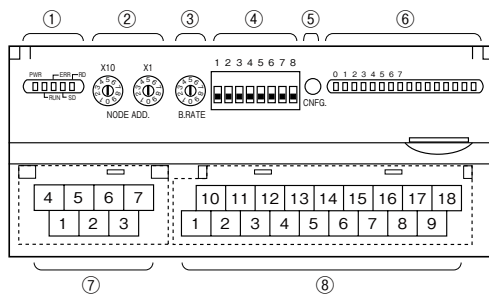 ① ② ③ ④ ⑤ ⑥
X10 X1 1 2 3 4 5 6 7 8
PWR ERR RD 0 1 2 3 4 5 6 7
RUN SD CNFG.
NODE ADD. B.RATE
4 5 6 7 10 11 12 13 14 15 16 17 18
1 2 3 1 2 3 4 5 6 7 8 9
⑦ ⑧